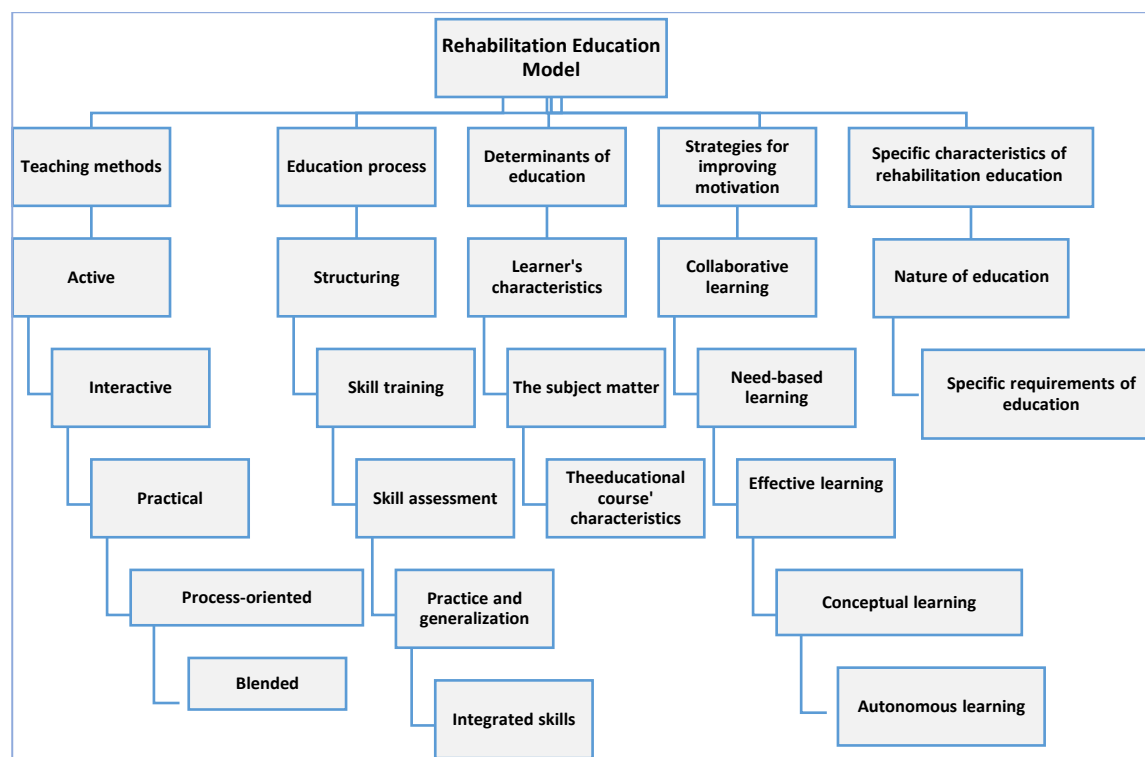 Rehabilitation Education
Model
Teaching methods
Education process
Determinants of
education
Strategies for
improving
motivation
Specific characteristics of
rehabilitation education
Active
Structuring
Learner's
characteristics
Collaborative
learning
Nature of education
Interactive
Skill training
The subject matter
Need-based
learning
Specific requirements of
education
Practical
Skill assessment
Theeducational
course'
characteristics
Effective learning
Process-oriented
Practice and
generalization
Conceptual learning
Blended
Integrated skills
Autonomous learning